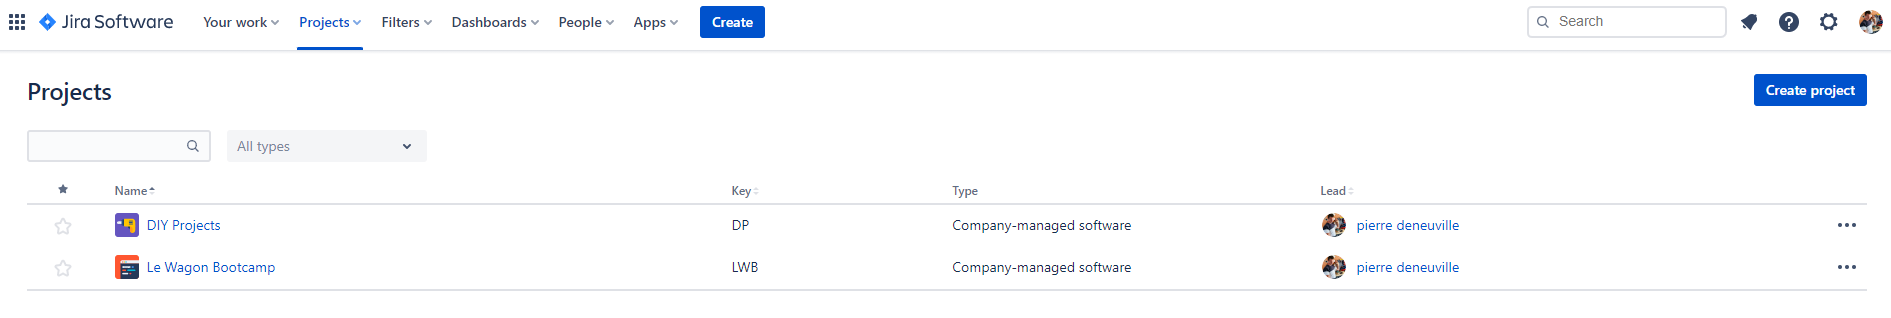 Jira Software Your work Projects Filters Dashboards People Apps Create Search
Projects Create project
All types
Name Key Type Lead
DIY Projects DP Company-managed software pierre deneuville
Le Wagon Bootcamp LWB Company-managed software pierre deneuville